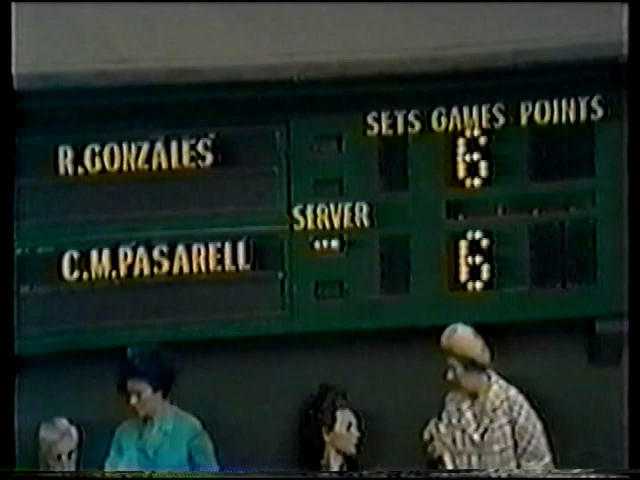 SETS GAMES POINTS
R.GONZALES 6
SERVER
C.M.PASARELL 6